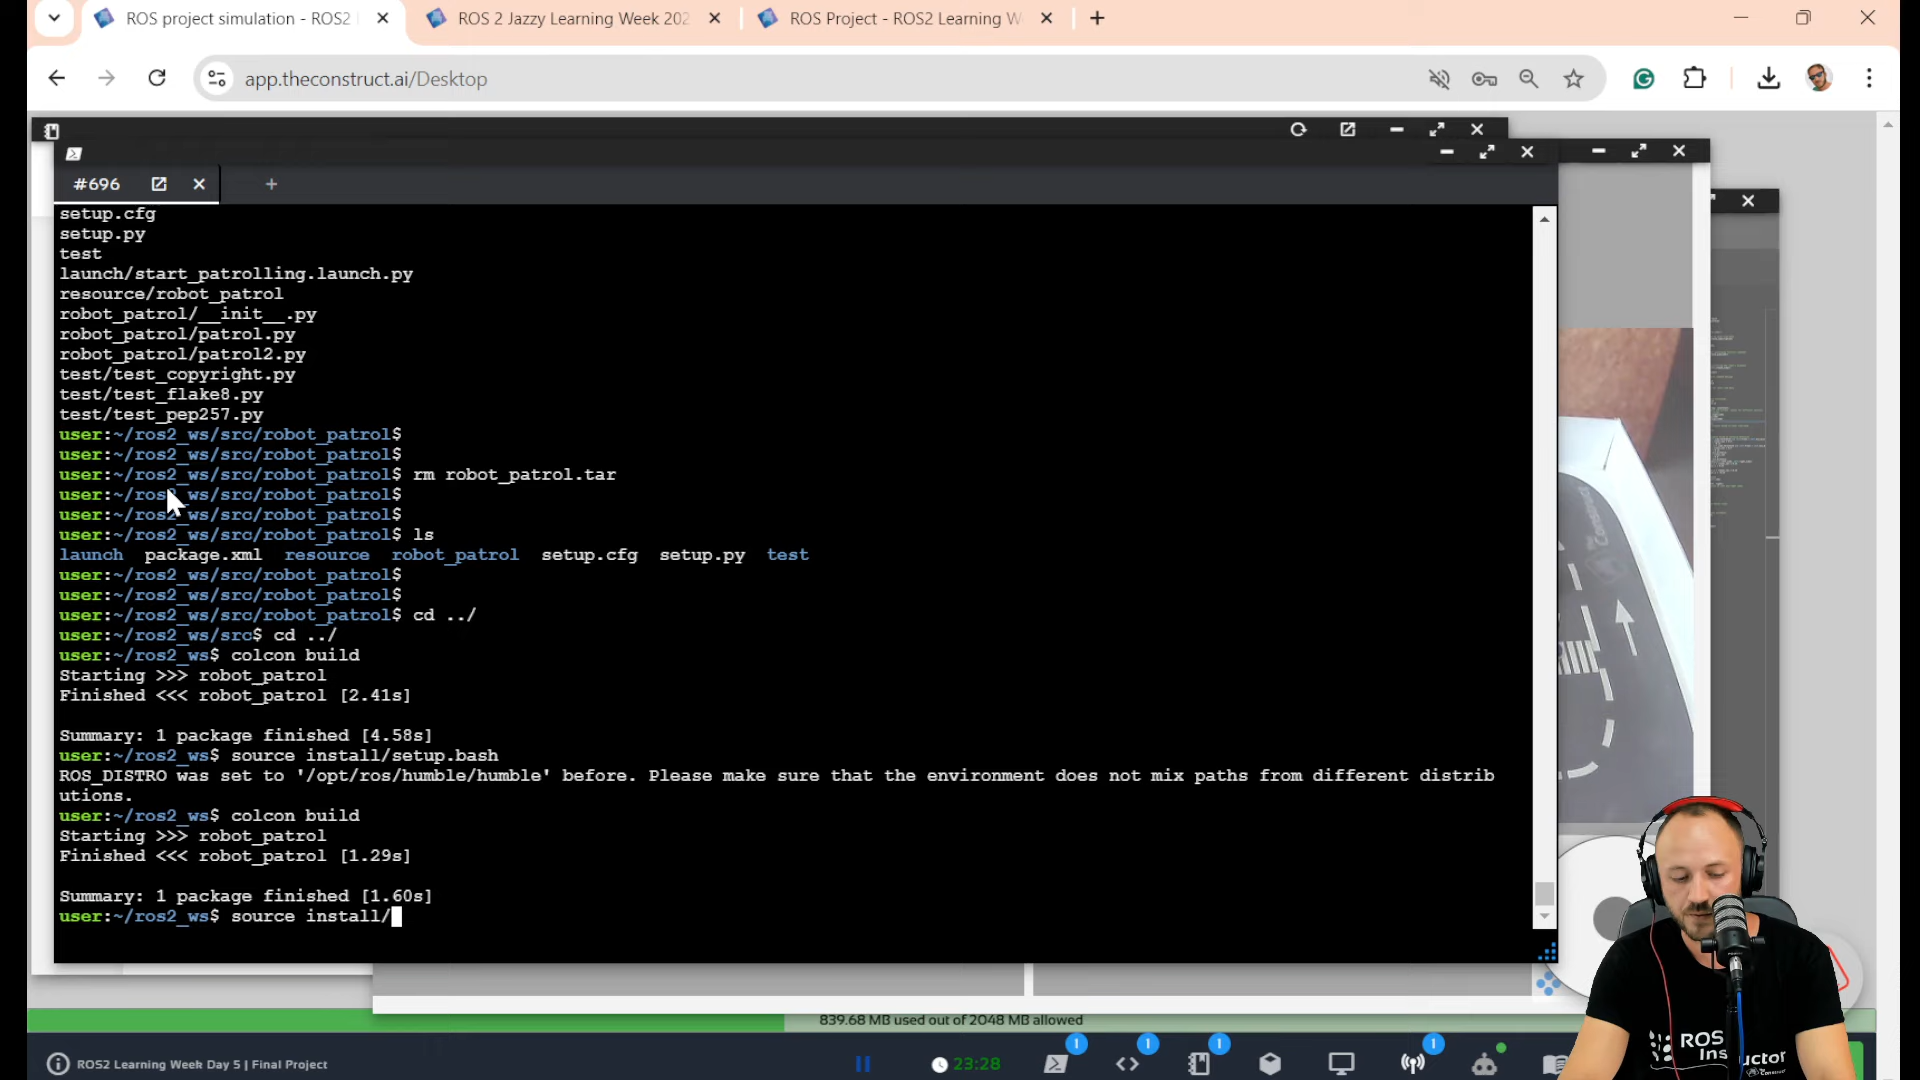 ROS project simulation - ROS2
ROS 2 Jazzy Learning Week 202
ROS Project - ROS2 Learning W
app.theconstruct.ai/Desktop
#696
setup.cfg
setup.py
test
launch/start_patrolling.launch.py
resource/robot_patrol
robot_patrol/__init__.py
robot_patrol/patrol.py
robot_patrol/patrol2.py
test/test_copyright.py
test/test_flake8.py
test/test_pep257.py
user:~/ros2_ws/src/robot_patrol$
user:~/ros2_ws/src/robot_patrol$
user:~/ros2_ws/src/robot_patrol$ rm robot_patrol.tar
user:~/ros2_ws/src/robot_patrol$
user:~/ros2_ws/src/robot_patrol$
user:~/ros2_ws/src/robot_patrol$ ls
launch package.xml resource robot_patrol setup.cfg setup.py test
user:~/ros2_ws/src/robot_patrol$
user:~/ros2_ws/src/robot_patrol$
user:~/ros2_ws/src/robot_patrol$ cd ../
user:~/ros2_ws/src$ cd ../
user:~/ros2_ws$ colcon build
Starting >>> robot_patrol
Finished <<< robot_patrol [2.41s]
Summary: 1 package finished [4.58s]
user:~/ros2_ws$ source install/setup.bash
ROS_DISTRO was set to '/opt/ros/humble/humble' before. Please make sure that the environment does not mix paths from different distrib
utions.
user:~/ros2_ws$ colcon build
Starting >>> robot_patrol
Finished <<< robot_patrol [1.29s]
Summary: 1 package finished [1.60s]
user:~/ros2_ws$ source install/
839.68 MB used out of 2048 MB allowed
ROS2 Learning Week Day 5 | Final Project
23:28
1
1
1
1
ROS
Ins uctor